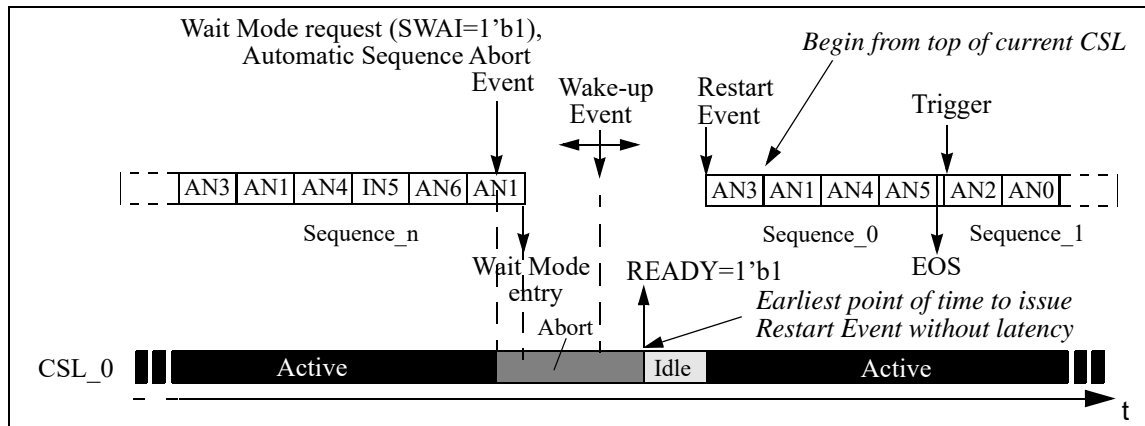 Wait Mode request (SWAI=1’b1),
Automatic Sequence Abort
Event
Begin from top of current CSL
Wake-up
Event
Restart
Event
Trigger
AN3 AN1 AN4 IN5 AN6 AN1
AN3 AN1 AN4 AN5 AN2 AN0
Sequence_n
Sequence_0
Sequence_1
Wait Mode
entry
READY=1’b1
EOS
Earliest point of time to issue
Restart Event without latency
Abort
CSL_0
Active
Idle
Active
t